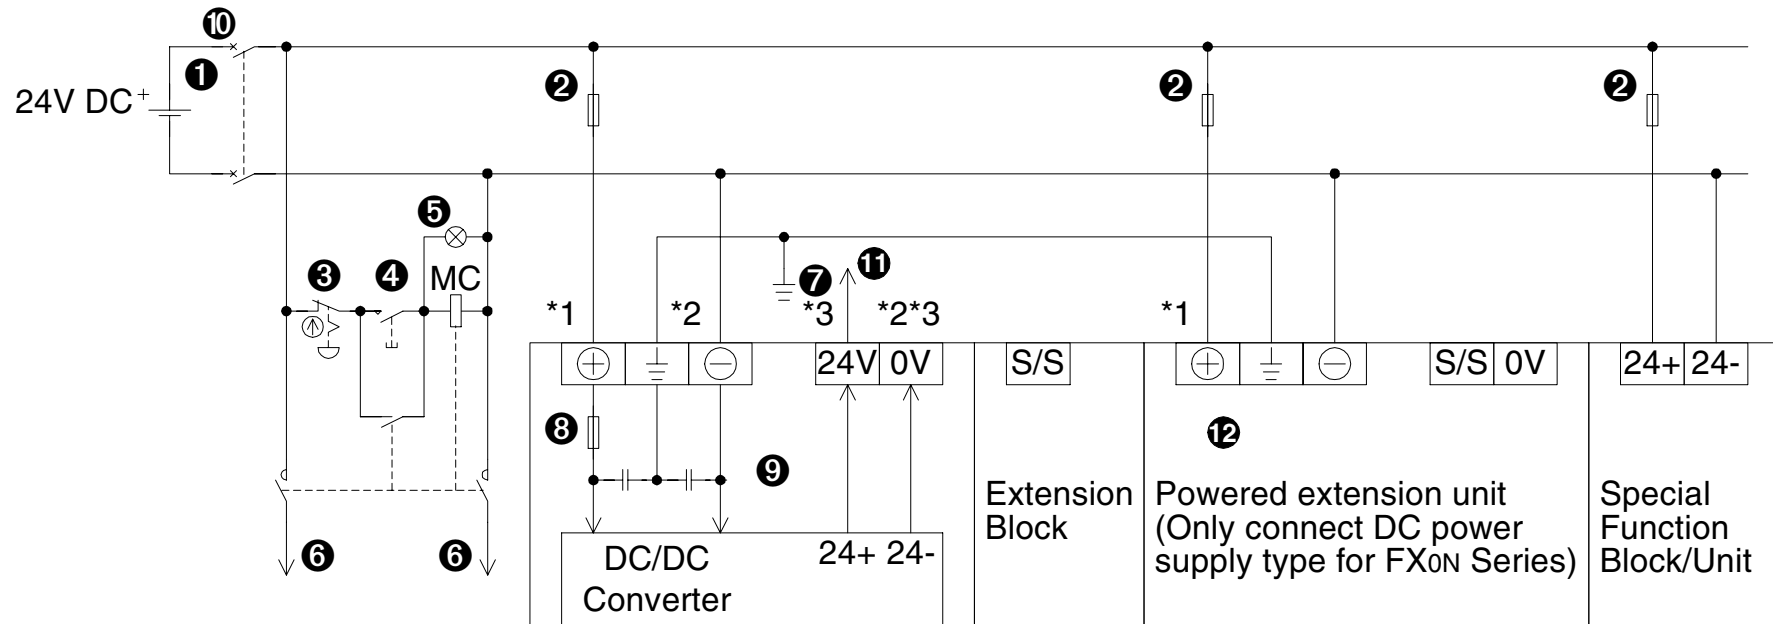 ❿
❶
24V DC+
❷
❷
❷
❺
❸
❹
MC
❼
⓫
*1
*2
*3
*2*3
*1
24V
0V
S/S
S/S
0V
24+
24-
❽
❾
⓬
❻
❻
DC/DC
Converter
24+
24-
Extension
Block
Powered extension unit
(Only connect DC power
supply type for FX0N Series)
Special
Function
Block/Unit